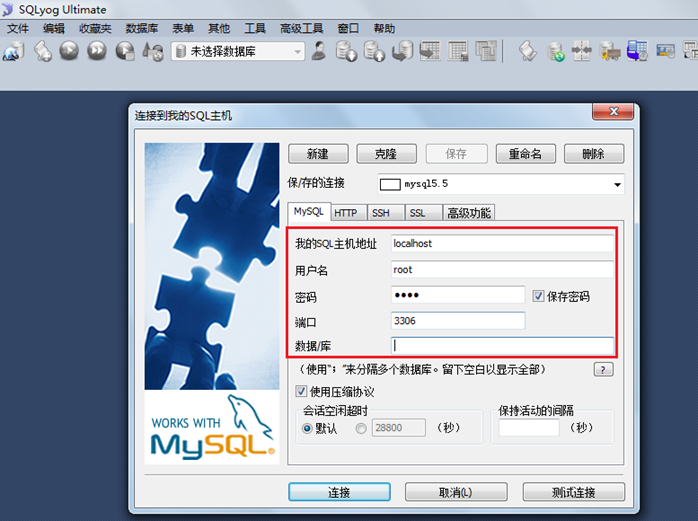 SQLyog Ultimate
文件 编辑 收藏夹 数据库 表单 其他 工具 高级工具 窗口 帮助
未选择数据库
连接到我的SQL主机
新建 克隆 保存 重命名 删除
保/存的连接 mysql5.5
MySQL HTTP SSH SSL 高级功能
我的SQL主机地址 localhost
用户名 root
密码 ●●●● 保存密码
端口 3306
数据/库
(使用“；”来分隔多个数据库。留下空白以显示全部) ?
使用压缩协议
会话空闲超时 保持活动的间隔
默认 28800 (秒) (秒)
WORKS WITH
MySQL®
连接 取消(L) 测试连接